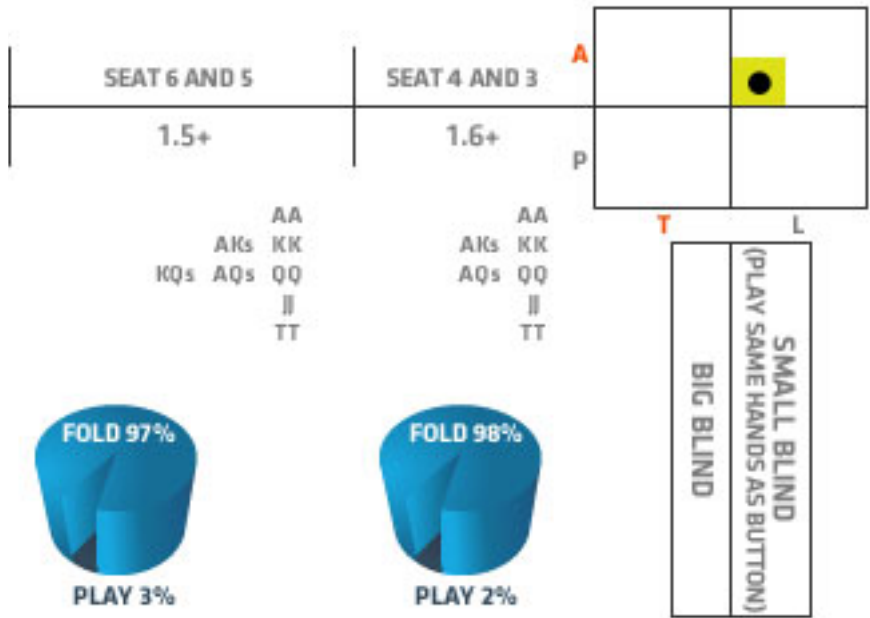 SEAT 6 AND 5
SEAT 4 AND 3
A
1.5+
1.6+
P
T
L
AA
AKs KK
KQs AQs QQ
JJ
TT
AA
AKs KK
AQs QQ
JJ
TT
FOLD 97%
PLAY 3%
FOLD 98%
PLAY 2%
BIG BLIND
SMALL BLIND
(PLAY SAME HANDS AS BUTTON)